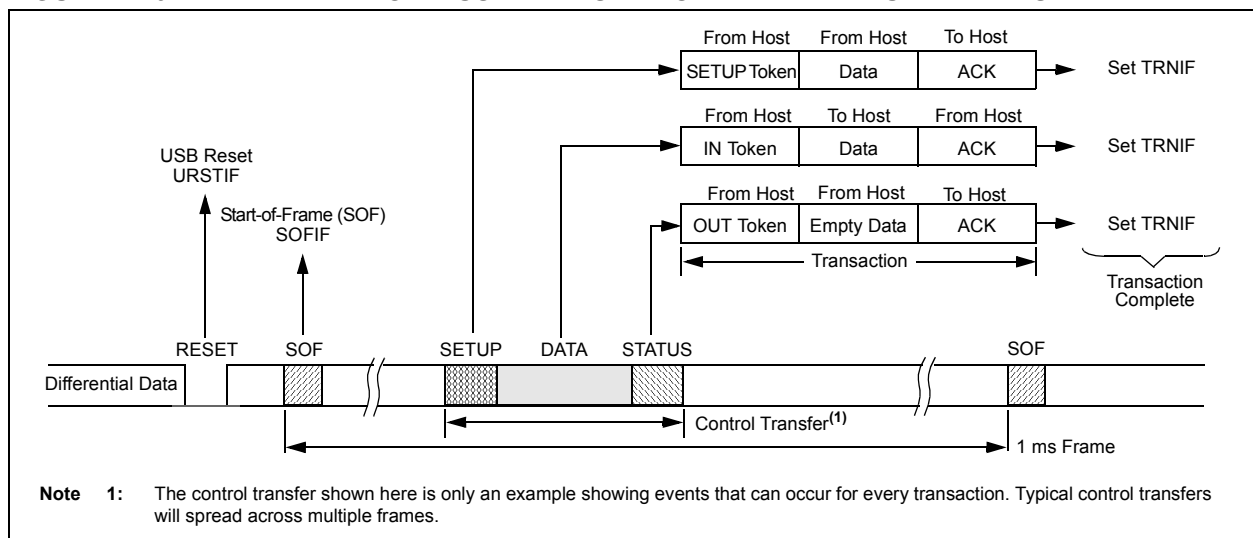 From Host From Host To Host
SETUP Token Data ACK Set TRNIF
From Host To Host From Host
IN Token Data ACK Set TRNIF
From Host From Host To Host
OUT Token Empty Data ACK Set TRNIF
Transaction
Transaction
Complete
USB Reset
URSTIF
Start-of-Frame (SOF)
SOFIF
RESET SOF SETUP DATA STATUS SOF
Differential Data
Control Transfer(1)
1 ms Frame
Note 1: The control transfer shown here is only an example showing events that can occur for every transaction. Typical control transfers
will spread across multiple frames.